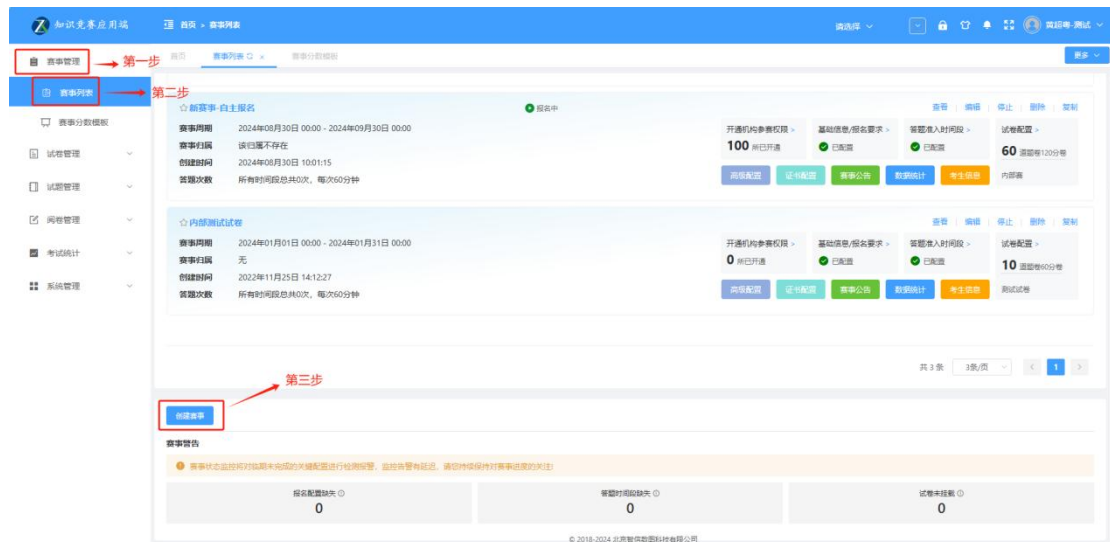 知识竞赛应用端
首页 > 赛事列表
请选择
黄超粤-测试
赛事管理
第一步
首页
赛事列表
赛事分数模板
更多
赛事列表
第二步
赛事分数模板
试卷管理
试题管理
阅卷管理
考试统计
系统管理
☆新赛事-自主报名
报名中
查看 编辑 停止 删除 复制
赛事周期 2024年08月30日 00:00 - 2024年09月30日 00:00
赛事归属 该归属不存在
创建时间 2024年08月30日 10:01:15
答题次数 所有时间段总共0次，每次60分钟
开通机构参赛权限 >
100 所已开通
基础信息/报名要求 >
已配置
答题准入时间段 >
已配置
试卷配置 >
60 道题卷120分卷
高级配置 证书配置 赛事公告 数据统计 考生信息
内部赛
☆内部测试试卷
查看 编辑 停止 删除 复制
赛事周期 2024年01月01日 00:00 - 2024年01月31日 00:00
赛事归属 无
创建时间 2022年11月25日 14:12:27
答题次数 所有时间段总共0次，每次60分钟
开通机构参赛权限 >
0 所已开通
基础信息/报名要求 >
已配置
答题准入时间段 >
已配置
试卷配置 >
10 道题卷60分卷
高级配置 证书配置 赛事公告 数据统计 考生信息
测试试卷
共 3 条 3条/页 < 1 >
第三步
创建赛事
赛事警告
赛事状态监控将对临期未完成的关键配置进行检测报警，监控告警有延迟，请您持续保持对赛事进度的关注!
报名配置缺失
0
答题时间段缺失
0
试卷未挂载
0
© 2018-2024 北京智信数图科技有限公司